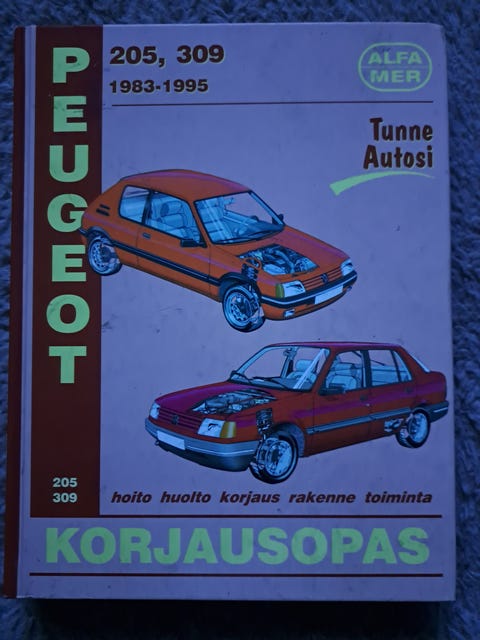 PEUGEOT
205, 309
1983-1995
ALFA
MER
Tunne
Autosi
205
309
hoito huolto korjaus rakenne toiminta
KORJAUSOPAS